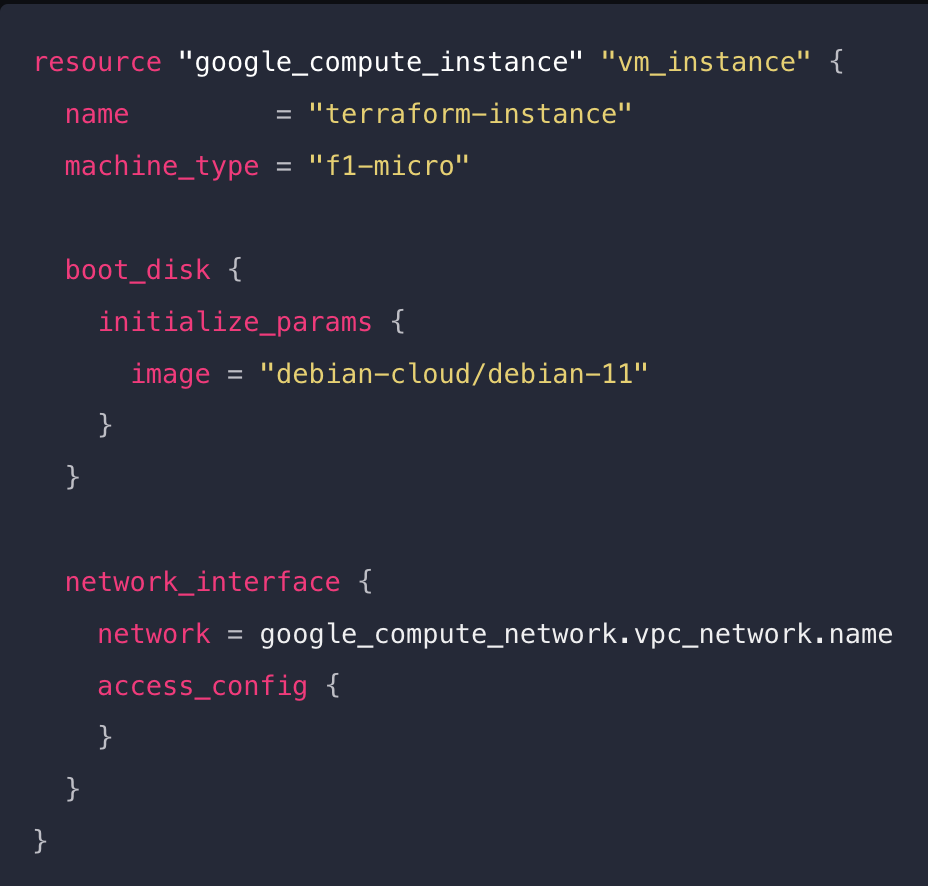 resource "google_compute_instance" "vm_instance" {
  name         = "terraform-instance"
  machine_type = "f1-micro"

  boot_disk {
    initialize_params {
      image = "debian-cloud/debian-11"
    }
  }

  network_interface {
    network = google_compute_network.vpc_network.name
    access_config {
    }
  }
}